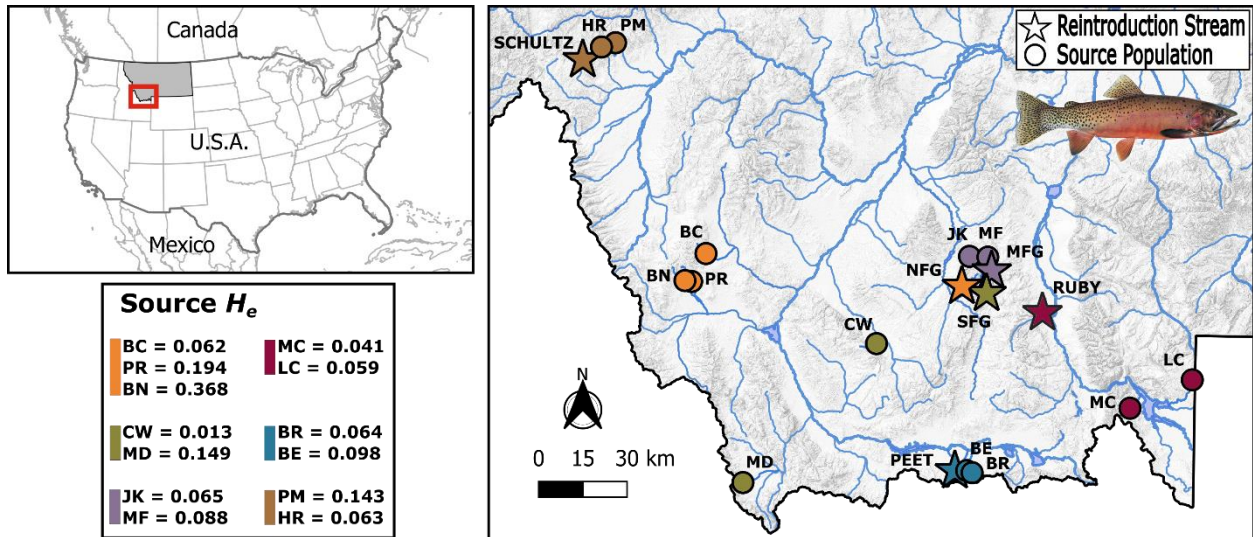 Canada
U.S.A.
Mexico
Source He
BC = 0.062
PR = 0.194
BN = 0.368
MC = 0.041
LC = 0.059
CW = 0.013
MD = 0.149
BR = 0.064
BE = 0.098
JK = 0.065
MF = 0.088
PM = 0.143
HR = 0.063
Reintroduction Stream
Source Population
HR
PM
SCHULTZ
BC
BN
PR
JK
MF
MFG
NFG
SFG
RUBY
CW
LC
MC
MD
PEET
BE
BR
N
0 15 30 km